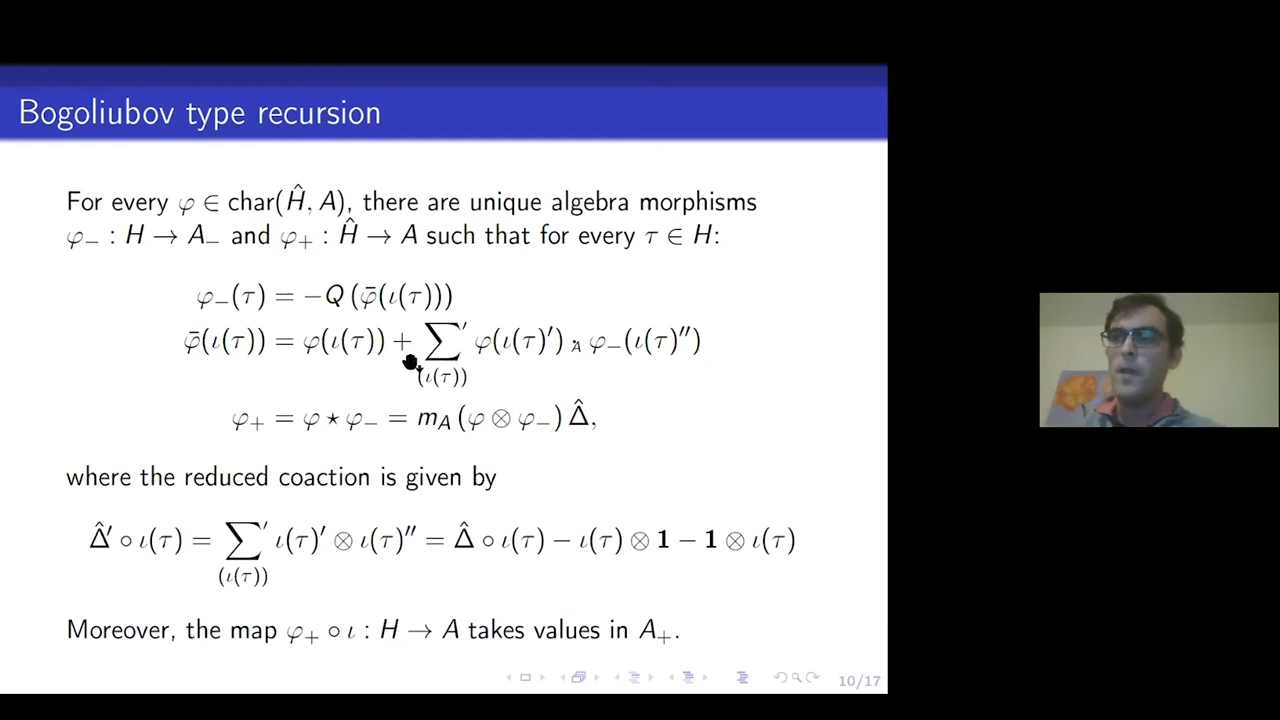 Bogoliubov type recursion
For every φ ∈ char(Ĥ, A), there are unique algebra morphisms
φ₋ : H → A₋ and φ₊ : Ĥ → A such that for every τ ∈ H:
φ₋(τ) = −Q (φ̄(ι(τ)))
φ̄(ι(τ)) = φ(ι(τ)) + ∑′ φ(ι(τ)′) ·A φ₋(ι(τ)″)
(ι(τ))
φ₊ = φ ⋆ φ₋ = m_A (φ ⊗ φ₋) Δ̂,
where the reduced coaction is given by
Δ̂′ ∘ ι(τ) = ∑′ ι(τ)′ ⊗ ι(τ)″ = Δ̂ ∘ ι(τ) − ι(τ) ⊗ 1 − 1 ⊗ ι(τ)
(ι(τ))
Moreover, the map φ₊ ∘ ι : H → A takes values in A₊.
10/17